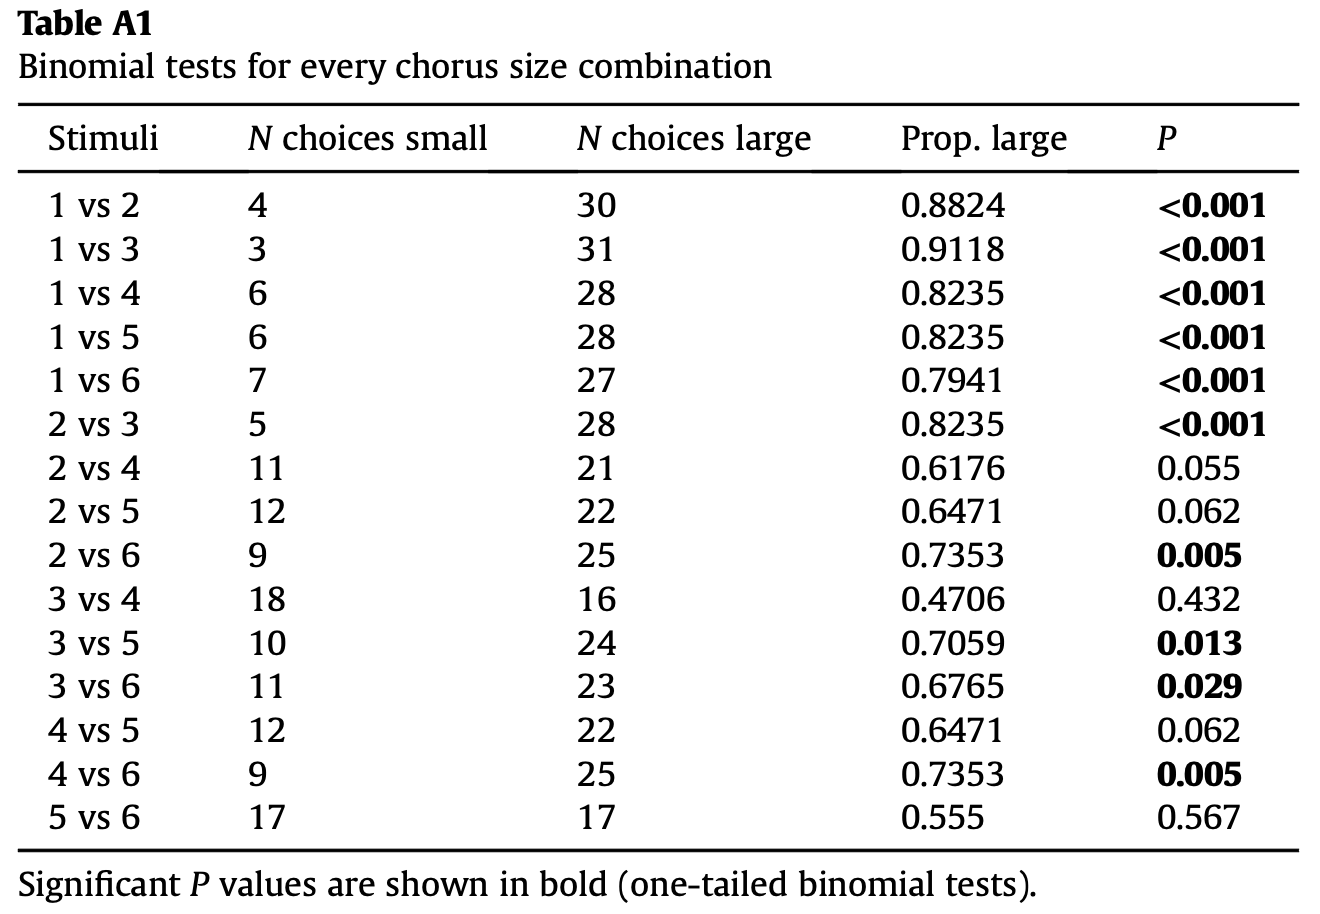 Table A1
Binomial tests for every chorus size combination
Stimuli N choices small N choices large Prop. large P
1 vs 2 4 30 0.8824 <0.001
1 vs 3 3 31 0.9118 <0.001
1 vs 4 6 28 0.8235 <0.001
1 vs 5 6 28 0.8235 <0.001
1 vs 6 7 27 0.7941 <0.001
2 vs 3 5 28 0.8235 <0.001
2 vs 4 11 21 0.6176 0.055
2 vs 5 12 22 0.6471 0.062
2 vs 6 9 25 0.7353 0.005
3 vs 4 18 16 0.4706 0.432
3 vs 5 10 24 0.7059 0.013
3 vs 6 11 23 0.6765 0.029
4 vs 5 12 22 0.6471 0.062
4 vs 6 9 25 0.7353 0.005
5 vs 6 17 17 0.555 0.567
Significant P values are shown in bold (one-tailed binomial tests).